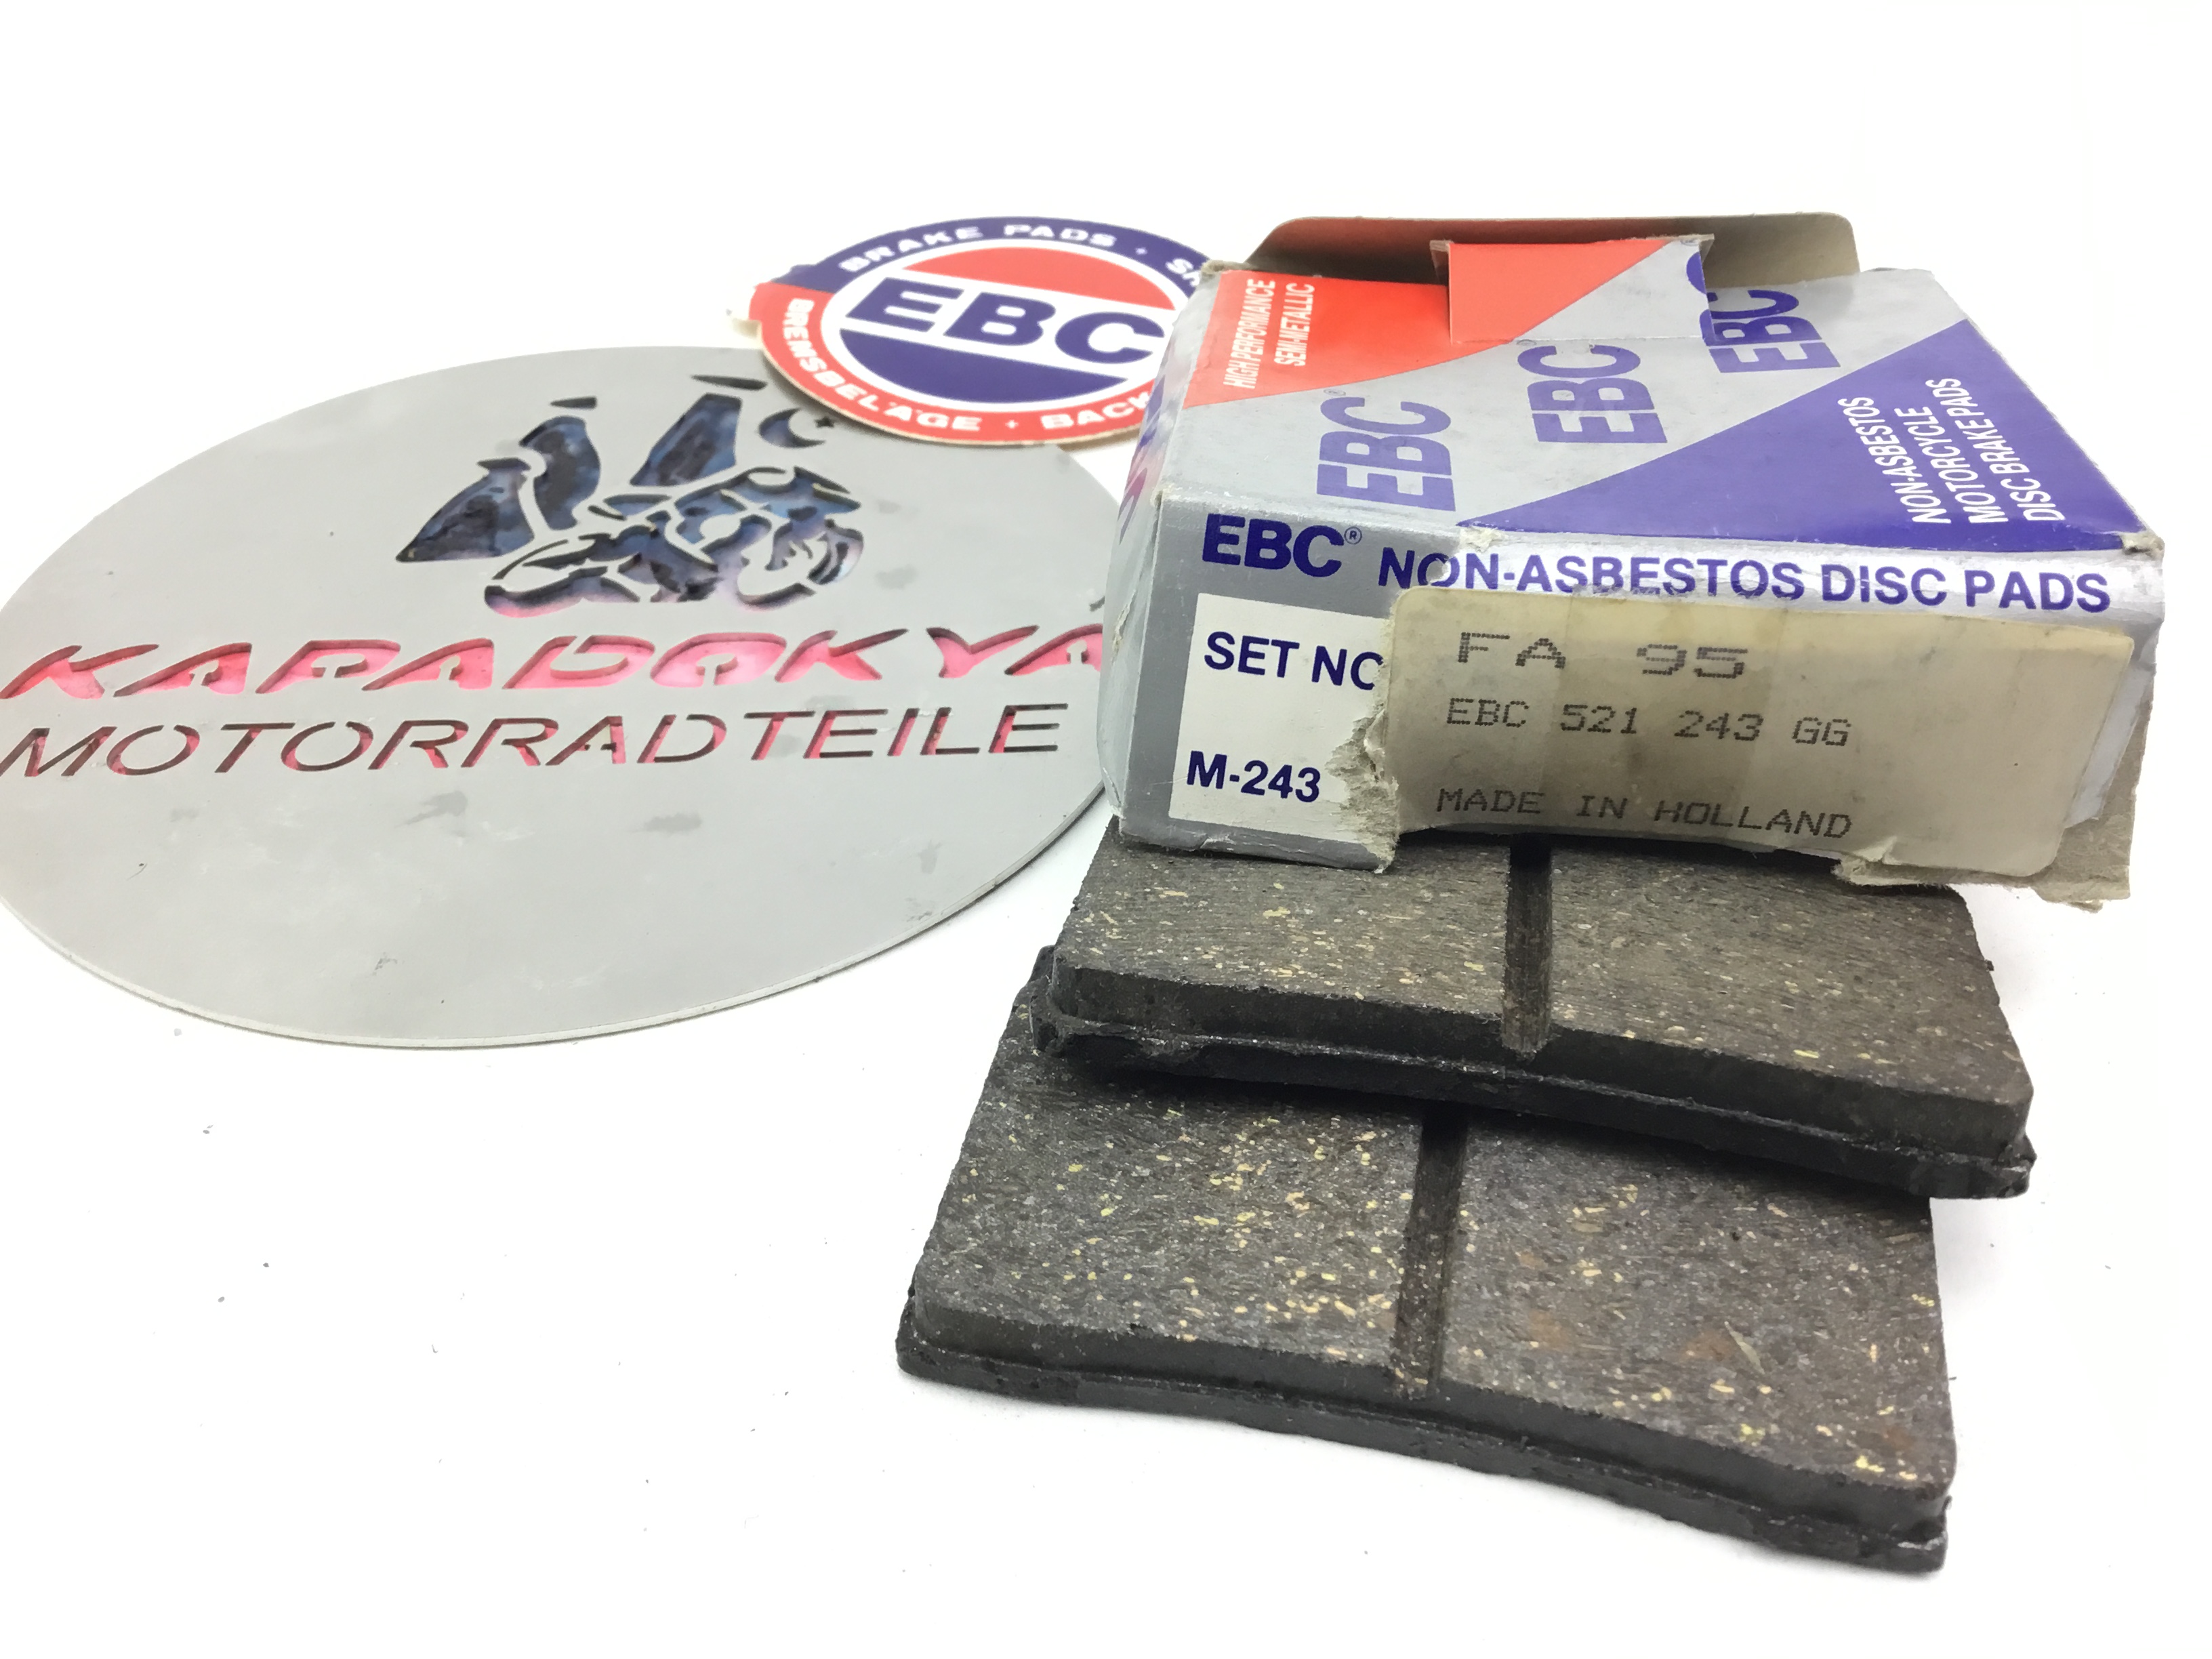 BRAKE PADS
EBC
BREMSBELÄGE · BACK
KAPADOKYA
MOTORRADTEILE
HIGH PERFORMANCE
SEMI-METALLIC
EBC®
EBC®
EBC®
NON-ASBESTOS
MOTORCYCLE
DISC BRAKE PADS
EBC® NON-ASBESTOS DISC PADS
SET NO
M-243
FA 95
EBC 521 243 GG
MADE IN HOLLAND